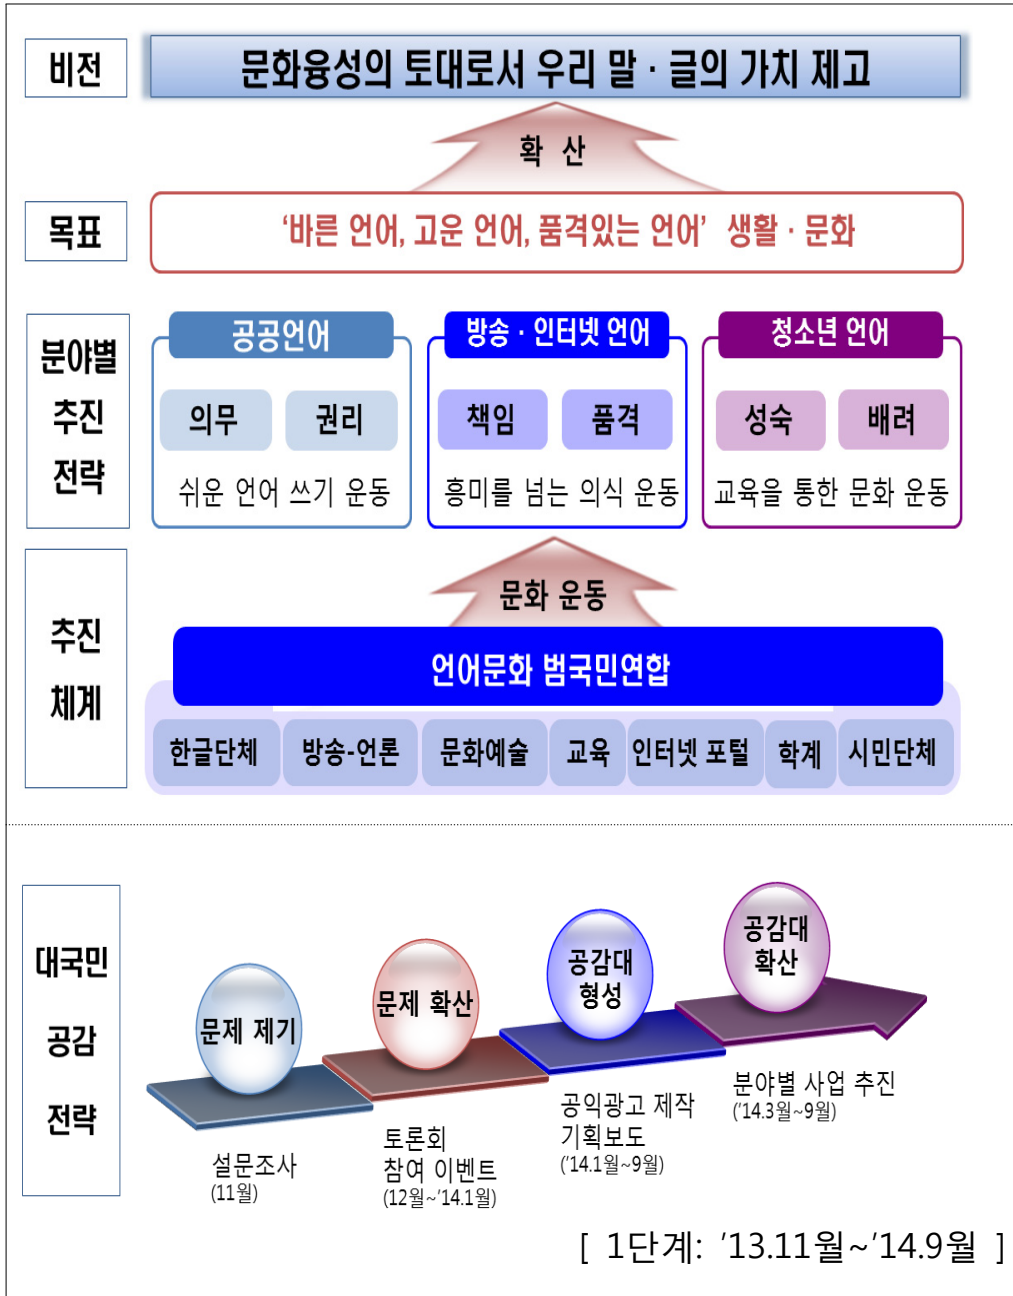 비전
문화융성의 토대로서 우리 말 · 글의 가치 제고
확 산
목표
‘바른 언어, 고운 언어, 품격있는 언어’ 생활 · 문화
분야별
추진
전략
공공언어
의무
권리
쉬운 언어 쓰기 운동
방송 · 인터넷 언어
책임
품격
흥미를 넘는 의식 운동
청소년 언어
성숙
배려
교육을 통한 문화 운동
추진
체계
문화 운동
언어문화 범국민연합
한글단체
방송-언론
문화예술
교육
인터넷 포털
학계
시민단체
대국민
공감
전략
문제 제기
설문조사
(11월)
문제 확산
토론회
참여 이벤트
(12월~'14.1월)
공감대
형성
공익광고 제작
기획보도
('14.1월~9월)
공감대
확산
분야별 사업 추진
('14.3월~9월)
[ 1단계: '13.11월~'14.9월 ]